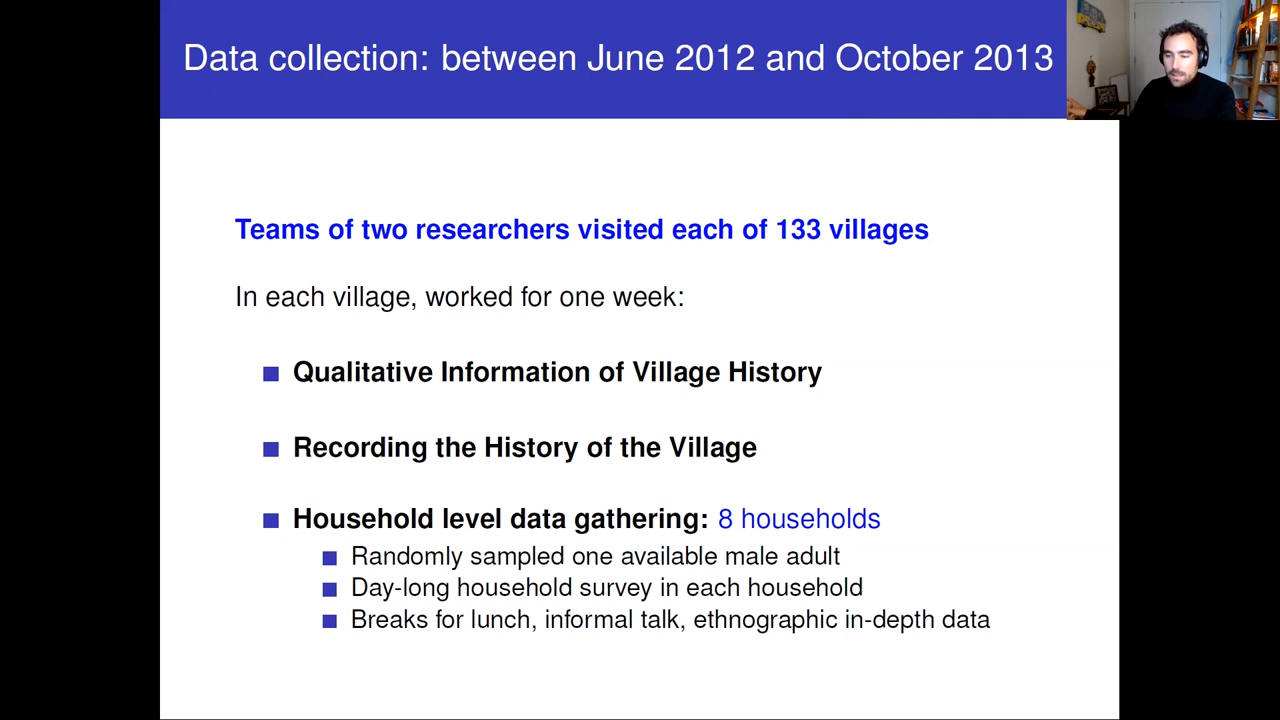 Data collection: between June 2012 and October 2013
Teams of two researchers visited each of 133 villages
In each village, worked for one week:
Qualitative Information of Village History
Recording the History of the Village
Household level data gathering: 8 households
Randomly sampled one available male adult
Day-long household survey in each household
Breaks for lunch, informal talk, ethnographic in-depth data